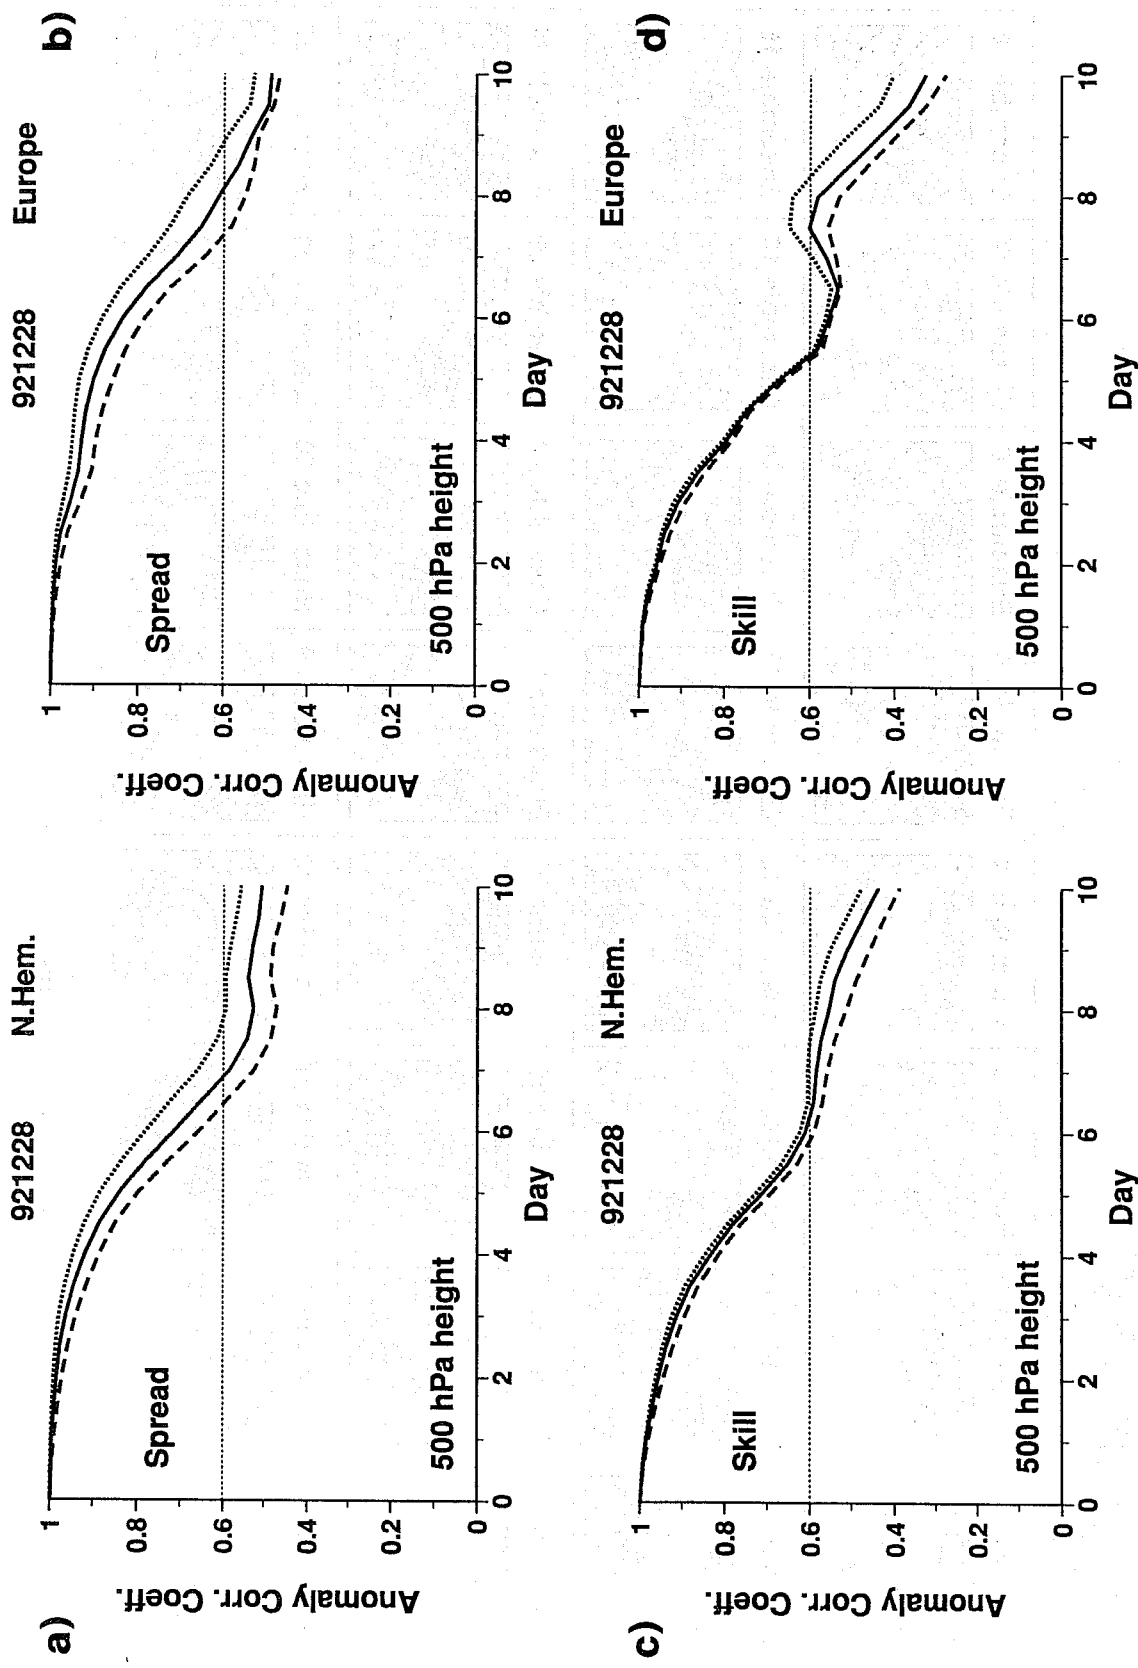 a)
921228 N.Hem.
Anomaly Corr. Coeff.
1
0.8
0.6
0.4
0.2
0
Spread
500 hPa height
0 2 4 6 8 10
Day
b)
921228 Europe
Anomaly Corr. Coeff.
1
0.8
0.6
0.4
0.2
0
Spread
500 hPa height
0 2 4 6 8 10
Day
c)
921228 N.Hem.
Anomaly Corr. Coeff.
1
0.8
0.6
0.4
0.2
0
Skill
500 hPa height
0 2 4 6 8 10
Day
d)
921228 Europe
Anomaly Corr. Coeff.
1
0.8
0.6
0.4
0.2
0
Skill
500 hPa height
0 2 4 6 8 10
Day